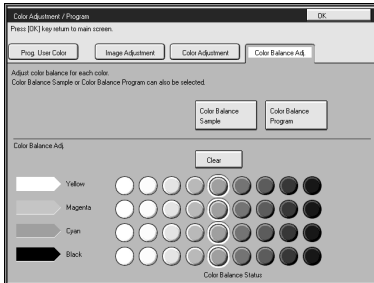 Color Adjustment / Program
OK
Press [OK] key return to main screen.
Prog. User Color
Image Adjustment
Color Adjustment
Color Balance Adj.
Adjust color balance for each color.
Color Balance Sample or Color Balance Program can also be selected.
Color Balance
Sample
Color Balance
Program
Color Balance Adj.
Clear
Yellow
Magenta
Cyan
Black
Color Balance Status